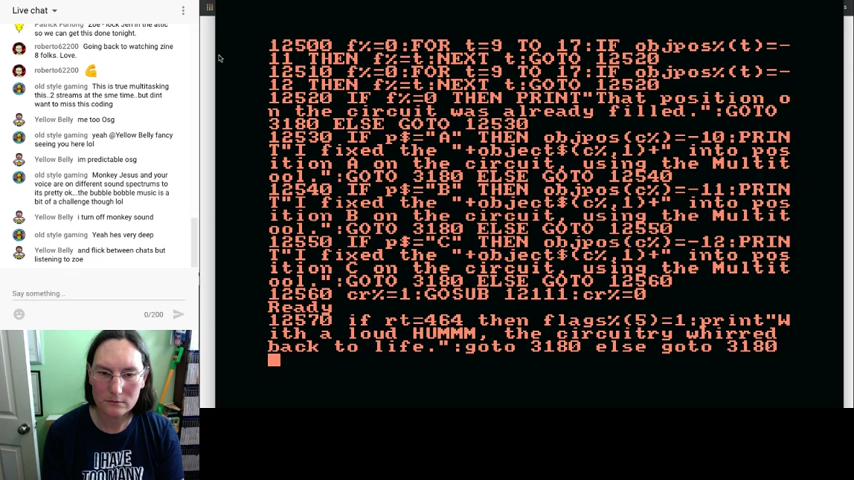 Live chat
Patrick Furlong Zoe - lock Jen in the attic
so we can get this done tonight.
roberto62200 Going back to watching zine
8 folks. Love.
roberto62200 💪
old style gaming This is true multitasking
this..2 streams at the sme time..but dint
want to miss this coding
Yellow Belly me too Osg
old style gaming yeah @Yellow Belly fancy
seeing you here lol
Yellow Belly im predictable osg
old style gaming Monkey Jesus and your
voice are on different sound spectrums to
its pretty ok...the bubble bobble music is a
bit of a challenge though lol
Yellow Belly i turn off monkey sound
old style gaming Yeah hes very deep
Yellow Belly and flick between chats but
listening to zoe
Say something...
0/200
12500 f%=0:FOR t=9 TO 17:IF objpos%(t)=-
11 THEN f%=t:NEXT t:GOTO 12520
12510 f%=0:FOR t=9 TO 17:IF objpos%(t)=-
12 THEN f%=t:NEXT t:GOTO 12520
12520 IF f%=0 THEN PRINT"That position o
n the circuit was already filled.":GOTO
3180 ELSE GOTO 12530
12530 IF p$="A" THEN objpos(c%)=-10:PRIN
T"I fixed the "+object$(c%,1)+" into pos
ition A on the circuit, using the Multit
ool.":GOTO 3180 ELSE GOTO 12540
12540 IF p$="B" THEN objpos(c%)=-11:PRIN
T"I fixed the "+object$(c%,1)+" into pos
ition B on the circuit, using the Multit
ool.":GOTO 3180 ELSE GOTO 12550
12550 IF p$="C" THEN objpos(c%)=-12:PRIN
T"I fixed the "+object$(c%,1)+" into pos
ition C on the circuit, using the Multit
ool.":GOTO 3180 ELSE GOTO 12560
12560 cr%=1:GOSUB 12111:cr%=0
Ready
12570 if rt=464 then flags%(5)=1:print"W
ith a loud HUMMM, the circuitry whirred
back to life.":goto 3180 else goto 3180
I HAVE
TOO MANY